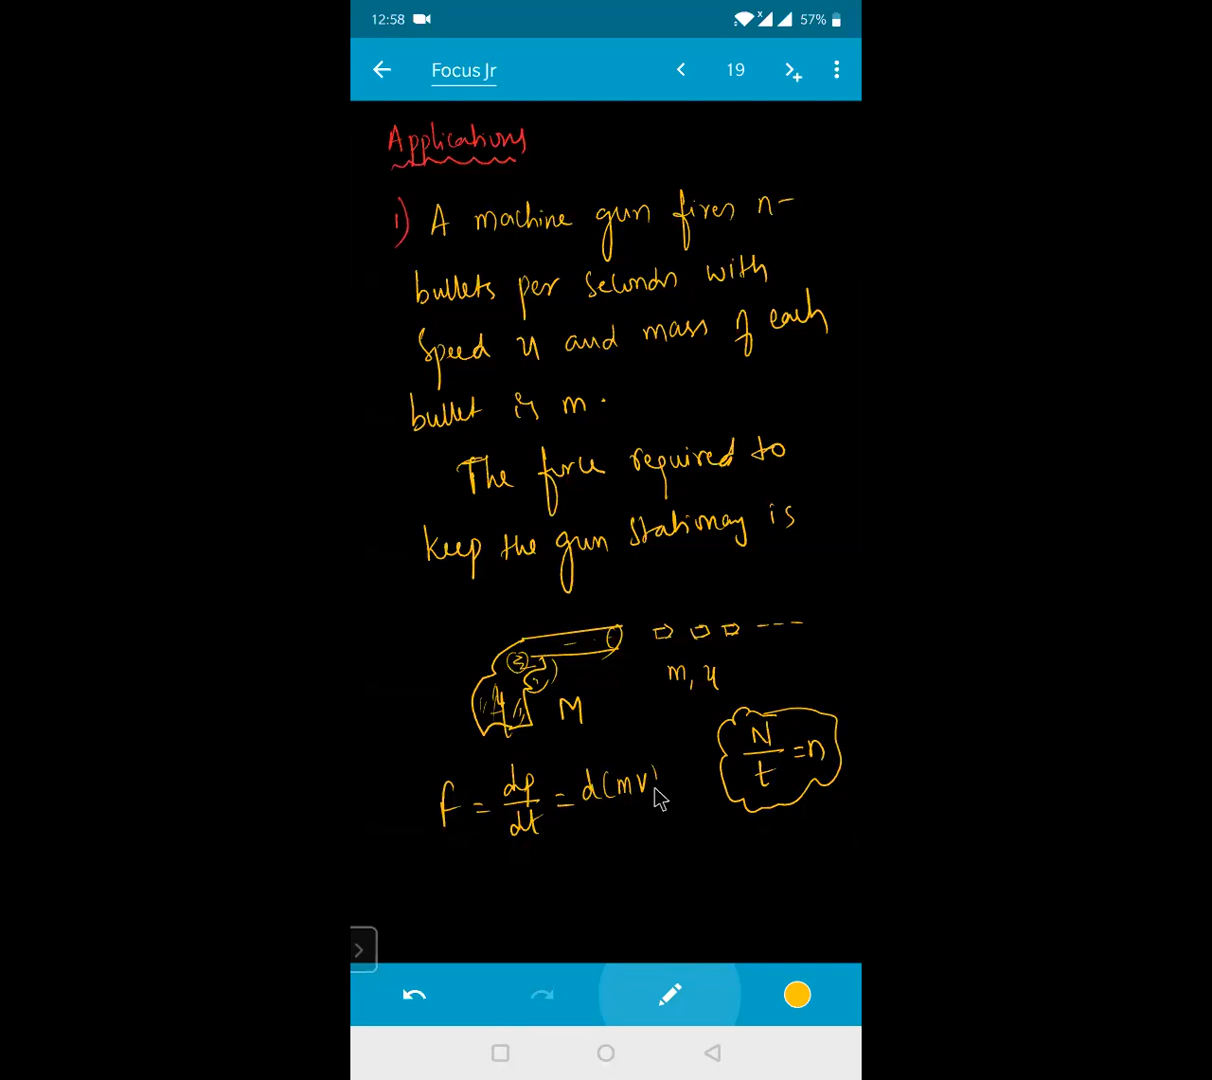 12:58 57%
Focus Jr 19
Applications
1) A machine gun fires n-
bullets per seconds with
speed u and mass of each
bullet is m.
The force required to
keep the gun stationay is
m, u
M
N/t = n
F = dp/dt = d(mv)